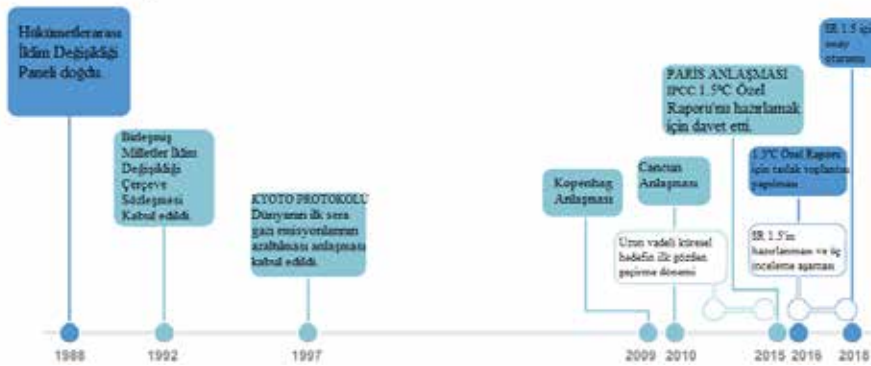 Hükümetlerarası
İklim Değişikliği
Paneli doğdu.
Birleşmiş
Milletler İklim
Değişikliği
Çerçeve
Sözleşmesi
Kabul edildi.
KYOTO PROTOKOLÜ
Dünyanın ilk sera
gazı emisyonlarının
azaltılması anlaşması
kabul edildi.
Kopenhag
Anlaşması
Cancun
Anlaşması
Uzun vadeli küresel
hedefin ilk gözden
geçirme dönemi
PARİS ANLAŞMASI
IPCC 1.5°C Özel
Raporu'nu hazırlamak
için davet etti.
1.5°C Özel Raporu
için taslak toplantısı
yapılması
SR 1.5'in
hazırlanması ve üç
inceleme aşaması
SR 1.5 için
onay
oturumu
1988 1992 1997 2009 2010 2015 2016 2018